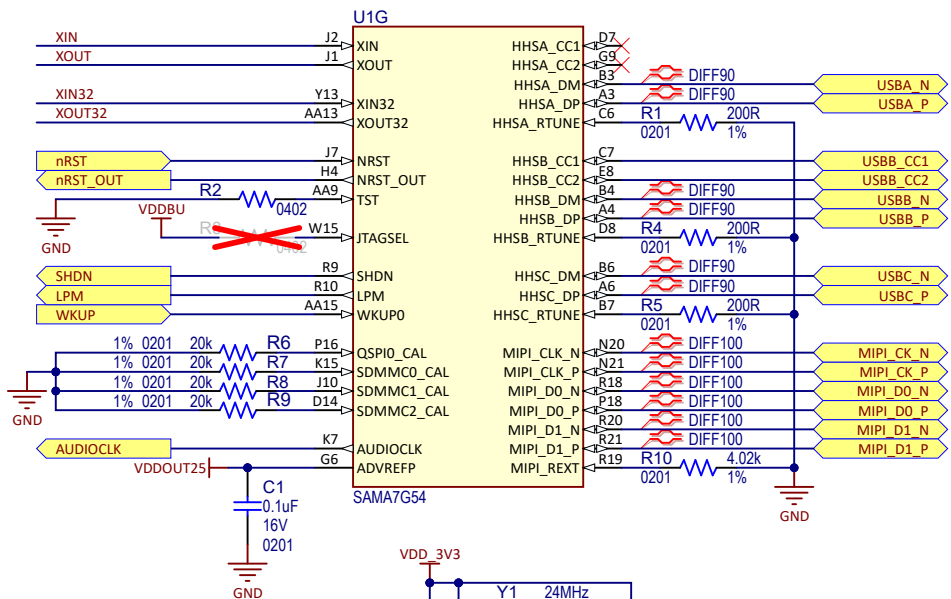 U1G
XIN J2 XIN HHSA_CC1 D7
XOUT J1 XOUT HHSA_CC2 G9
HHSA_DM B3 DIFF90 USBA_N
XIN32 Y13 XIN32 HHSA_DP A3 DIFF90 USBA_P
XOUT32 AA13 XOUT32 HHSA_RTUNE C6 R1 200R
0201 1%
nRST J7 NRST HHSB_CC1 C7 USBB_CC1
nRST_OUT H4 NRST_OUT HHSB_CC2 E8 USBB_CC2
R2 0402 AA9 TST HHSB_DM B4 DIFF90 USBB_N
GND
VDDBU HHSB_DP A4 DIFF90 USBB_P
0402 W15 JTAGSEL HHSB_RTUNE D8 R4 200R
0201 1%
SHDN R9 SHDN HHSC_DM B6 DIFF90 USBC_N
LPM R10 LPM HHSC_DP A6 DIFF90 USBC_P
WKUP AA15 WKUP0 HHSC_RTUNE B7 R5 200R
0201 1%
1% 0201 20k R6 P16 QSPI0_CAL MIPI_CLK_N N20 DIFF100 MIPI_CK_N
1% 0201 20k R7 K15 SDMMC0_CAL MIPI_CLK_P N21 DIFF100 MIPI_CK_P
1% 0201 20k R8 J10 SDMMC1_CAL MIPI_D0_N R18 DIFF100 MIPI_D0_N
1% 0201 20k R9 D14 SDMMC2_CAL MIPI_D0_P P18 DIFF100 MIPI_D0_P
GND
MIPI_D1_N R20 DIFF100 MIPI_D1_N
AUDIOCLK K7 AUDIOCLK MIPI_D1_P R21 DIFF100 MIPI_D1_P
VDDOUT25 G6 ADVREFP MIPI_REXT R19 R10 4.02k
0201 1%
SAMA7G54
C1
0.1uF
16V
0201
GND
GND
VDD_3V3
Y1 24MHz